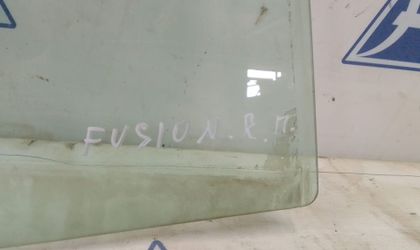 FUSION. R. П.